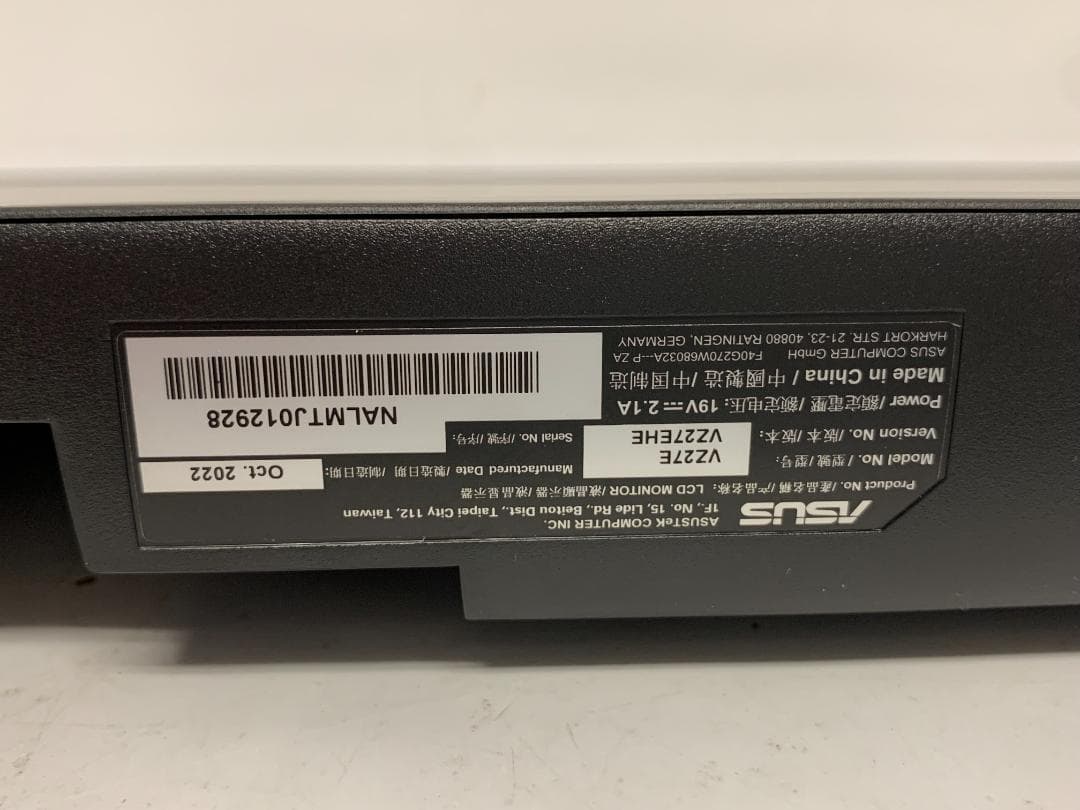 ASUS
ASUSTeK COMPUTER INC.
1F., No. 15, Lide Rd., Beitou Dist., Taipei City 112, Taiwan
Product No. /產品名稱/产品名称: LCD MONITOR /液晶顯示器 /液晶显示器
Model No. /型號/型号: VZ27E
Manufactured Date /製造日期 /制造日期: Oct. 2022
Version No. /版本 /版本: VZ27EHE
Serial No. /序號 /序号:
NALMTJ012928
Power /額定電壓 /额定电压: 19V⎓2.1A
Made in China / 中國製造 / 中国制造
ASUS COMPUTER GmbH F40G270W68032A---P ZA
HARKORT STR. 21-23, 40880 RATINGEN, GERMANY